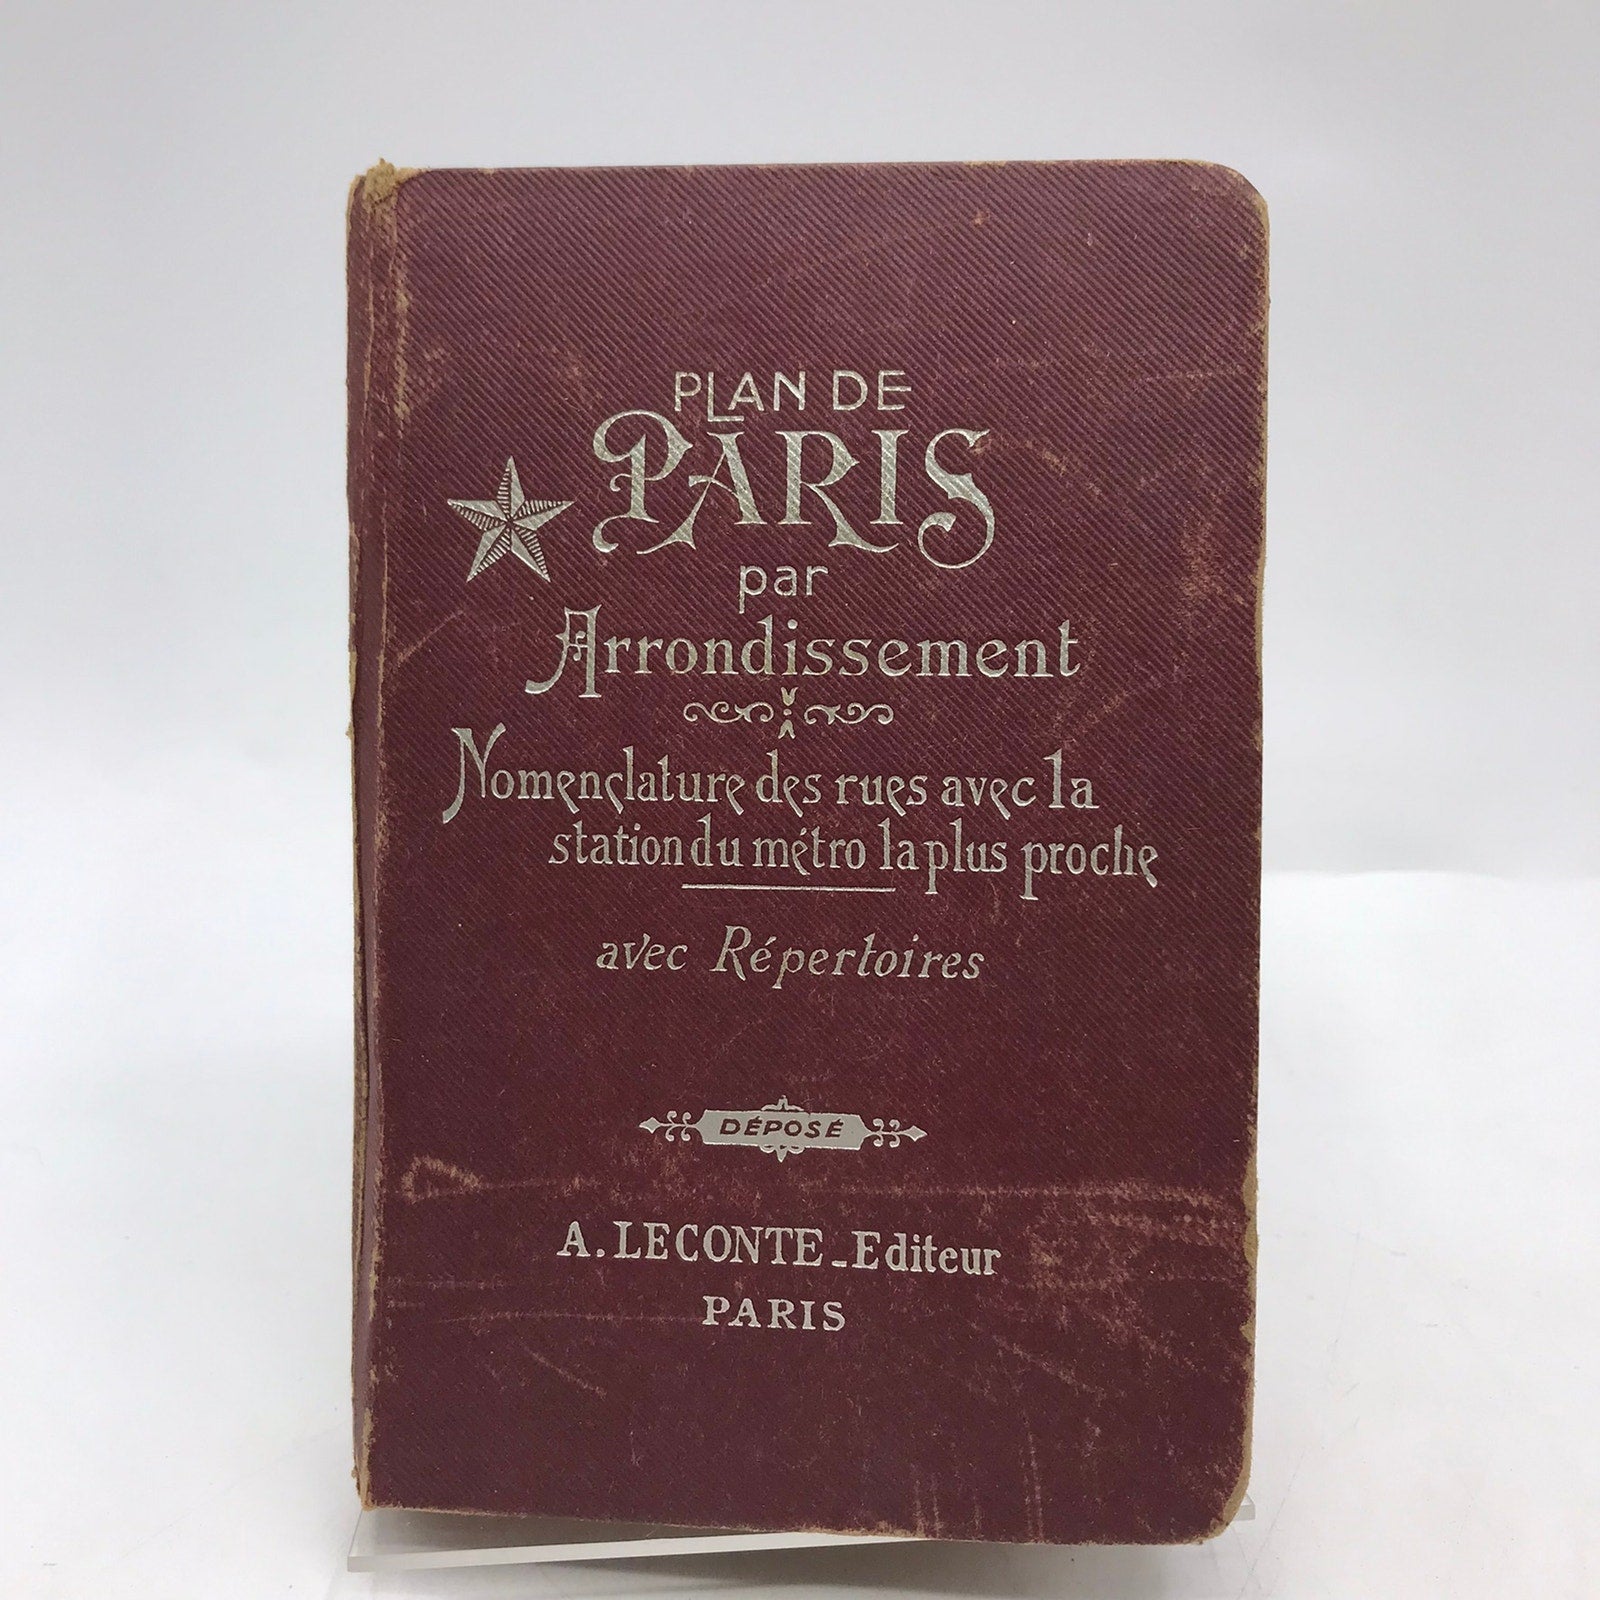 PLAN DE
PARIS
par
Arrondissement
Nomenclature des rues avec la
station du métro la plus proche
avec Répertoires
DÉPOSÉ
A. LECONTE-Editeur
PARIS